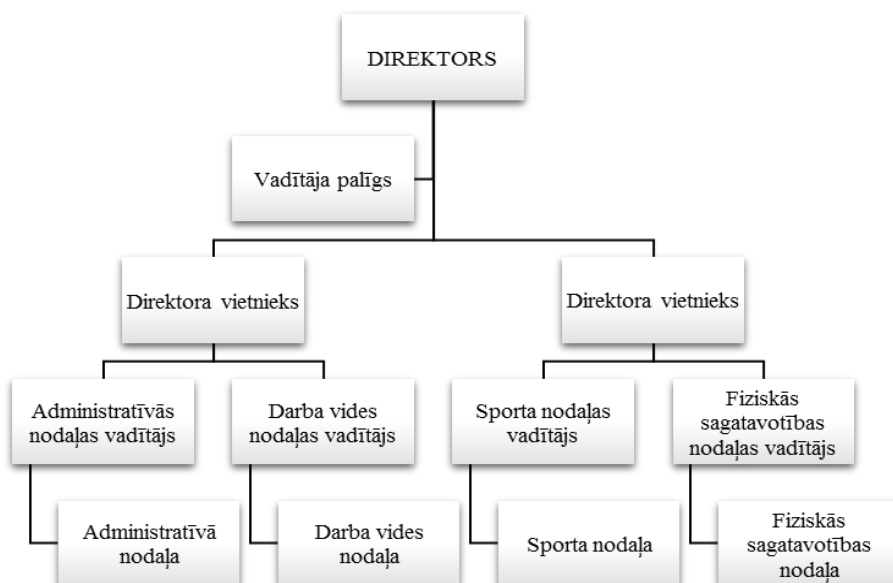 DIREKTORS
Vadītāja palīgs
Direktora vietnieks
Direktora vietnieks
Administratīvās
nodaļas vadītājs
Darba vides
nodaļas vadītājs
Sporta nodaļas
vadītājs
Fiziskās
sagatavotības
nodaļas vadītājs
Administratīvā
nodaļa
Darba vides
nodaļa
Sporta nodaļa
Fiziskās
sagatavotības
nodaļa